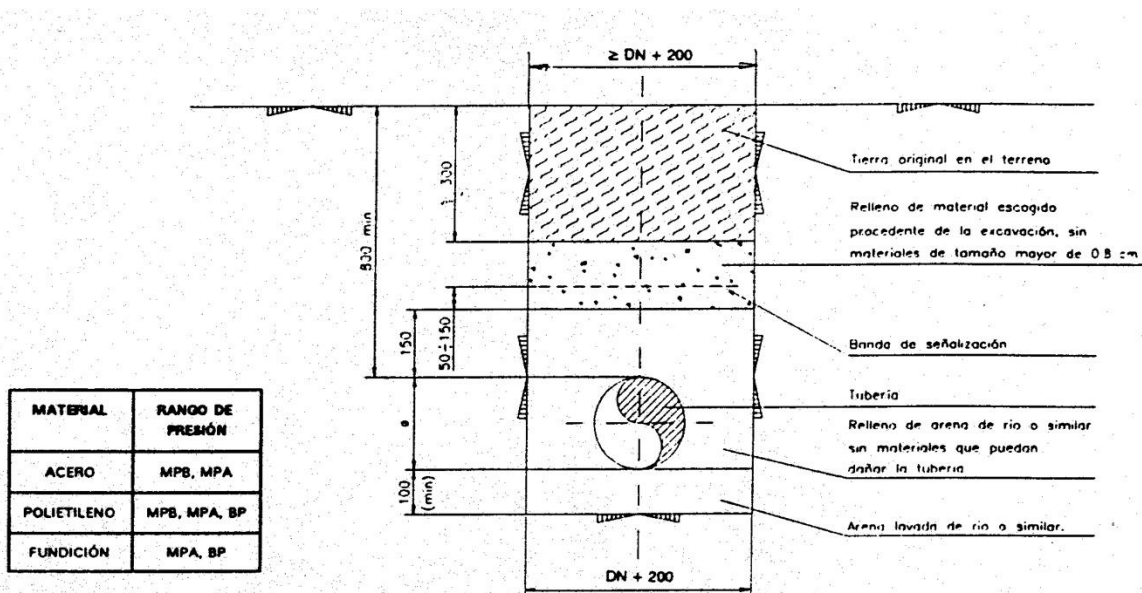 ≥ DN + 200
300
800 min
150
50÷150
100
(min)
DN + 200
Tierra original en el terreno
Relleno de material escogido
procedente de la excavación, sin
materiales de tamaño mayor de 0.8 cm
Banda de señalización
Tubería
Relleno de arena de río o similar
sin materiales que puedan
dañar la tubería
Arena lavada de río o similar.
MATERIAL RANGO DE
PRESIÓN
ACERO MPB, MPA
POLIETILENO MPB, MPA, BP
FUNDICIÓN MPA, BP